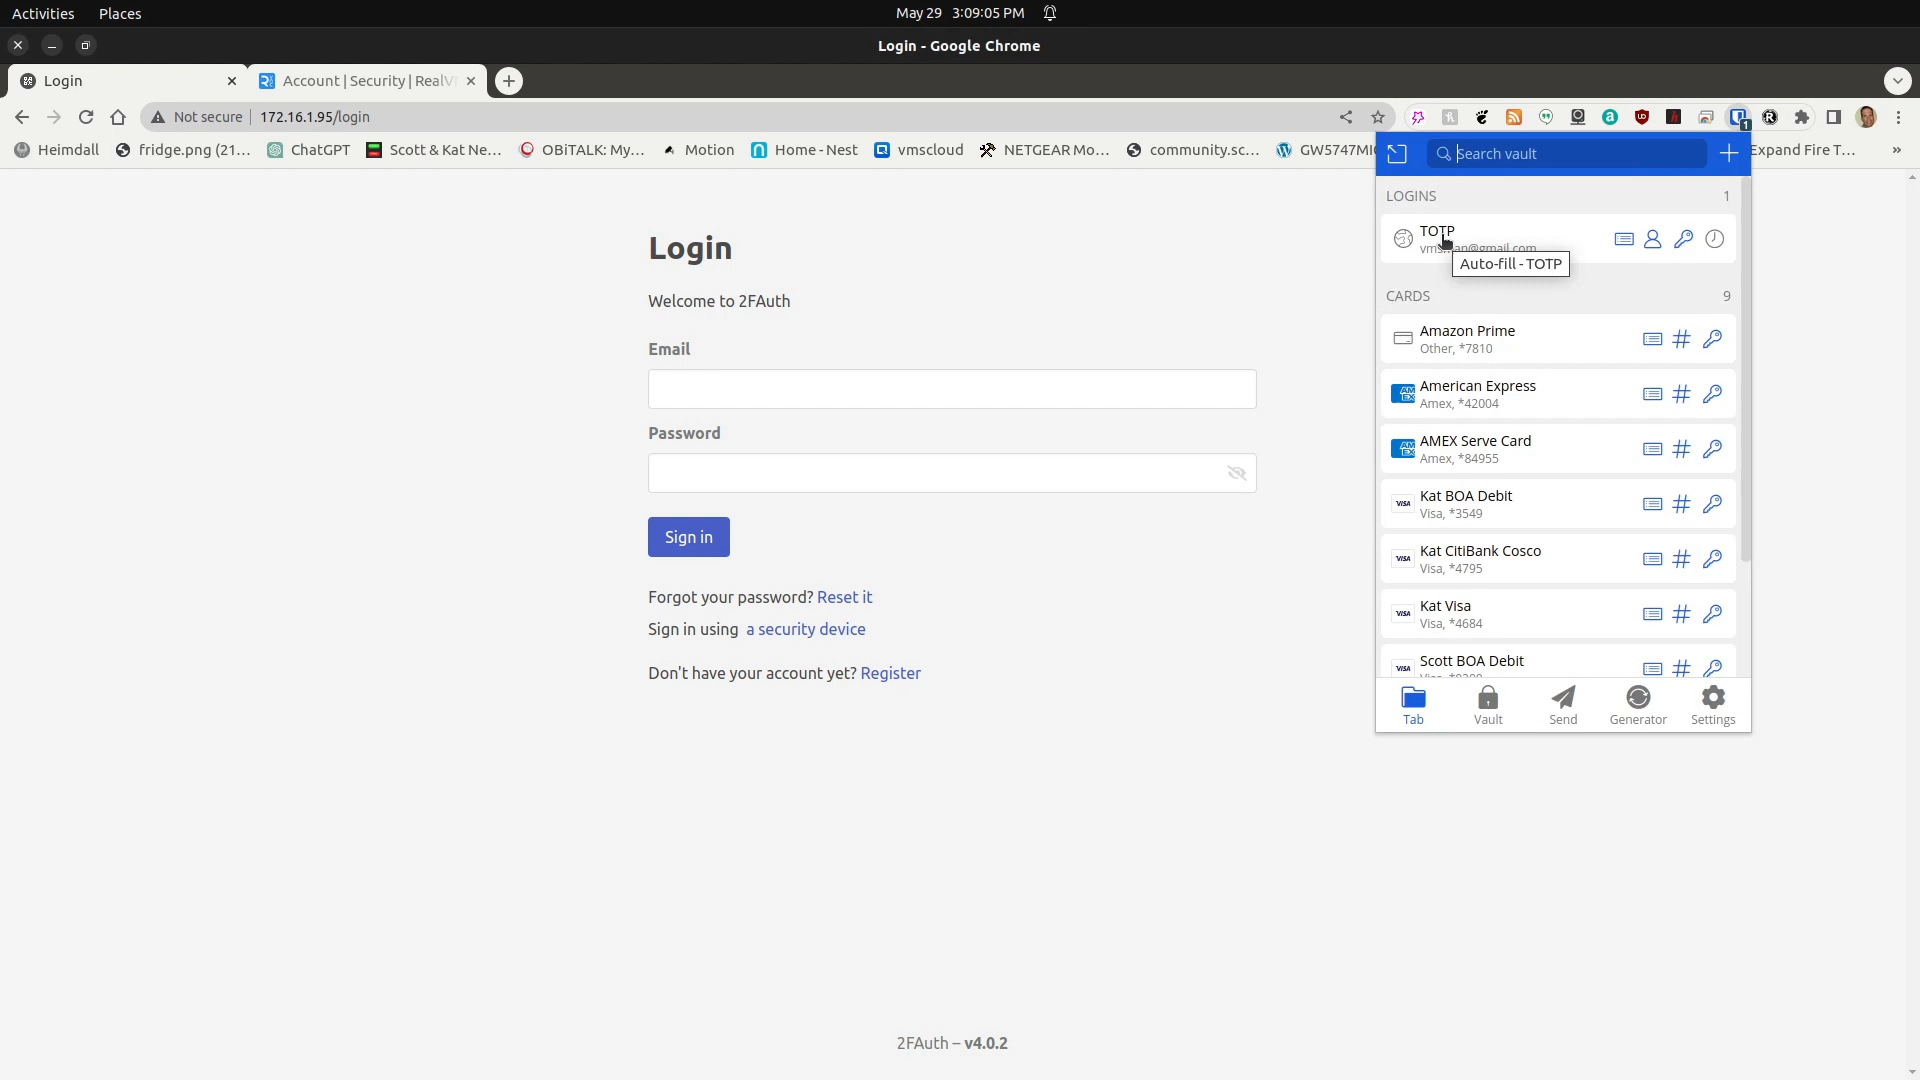 Activities Places May 29 3:09:05 PM
Login - Google Chrome
Login Account | Security | RealV
Not secure 172.16.1.95/login
Heimdall fridge.png (21... ChatGPT Scott & Kat Ne... OBiTALK: My... Motion Home - Nest vmscloud NETGEAR Mo... community.sc... GW5747MI Expand Fire T... »
1
Search vault
LOGINS 1
TOTP
an@gmail.com
Auto-fill - TOTP
CARDS 9
Amazon Prime
Other, *7810
American Express
Amex, *42004
AMEX Serve Card
Amex, *84955
Kat BOA Debit
Visa, *3549
Kat CitiBank Cosco
Visa, *4795
Kat Visa
Visa, *4684
Scott BOA Debit
Tab Vault Send Generator Settings
Login
Welcome to 2FAuth
Email
Password
Sign in
Forgot your password? Reset it
Sign in using a security device
Don't have your account yet? Register
2FAuth – v4.0.2